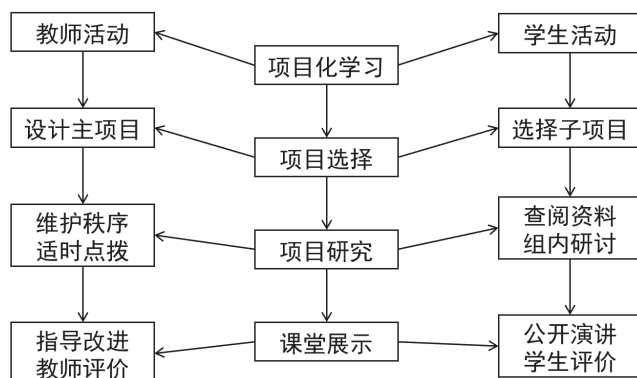 教师活动
项目化学习
学生活动
设计主项目
项目选择
选择子项目
维护秩序
适时点拨
项目研究
查阅资料
组内研讨
指导改进
教师评价
课堂展示
公开演讲
学生评价